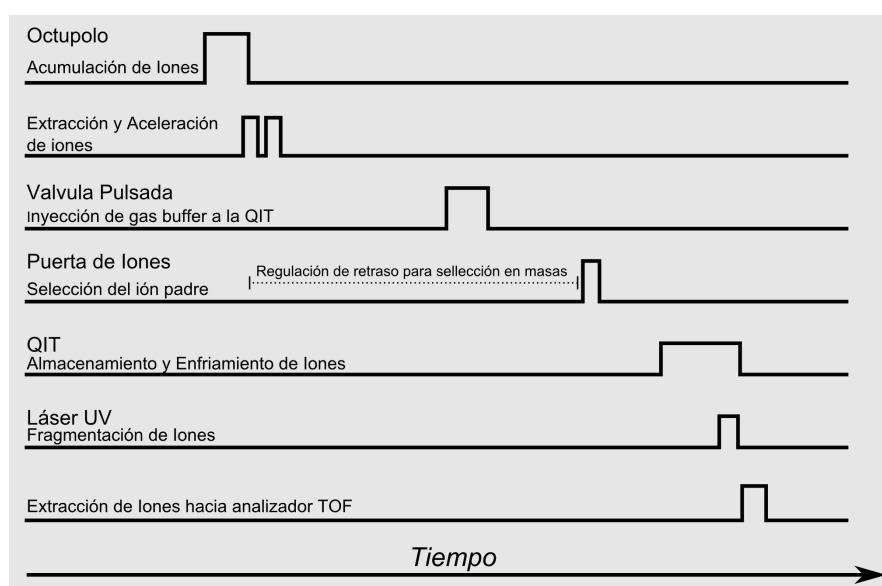 Octupolo
Acumulación de Iones
Extracción y Aceleración
de iones
Valvula Pulsada
Inyección de gas buffer a la QIT
Puerta de Iones
Regulación de retraso para sellección en masas
Selección del ión padre
QIT
Almacenamiento y Enfriamiento de Iones
Láser UV
Fragmentación de Iones
Extracción de Iones hacia analizador TOF
Tiempo